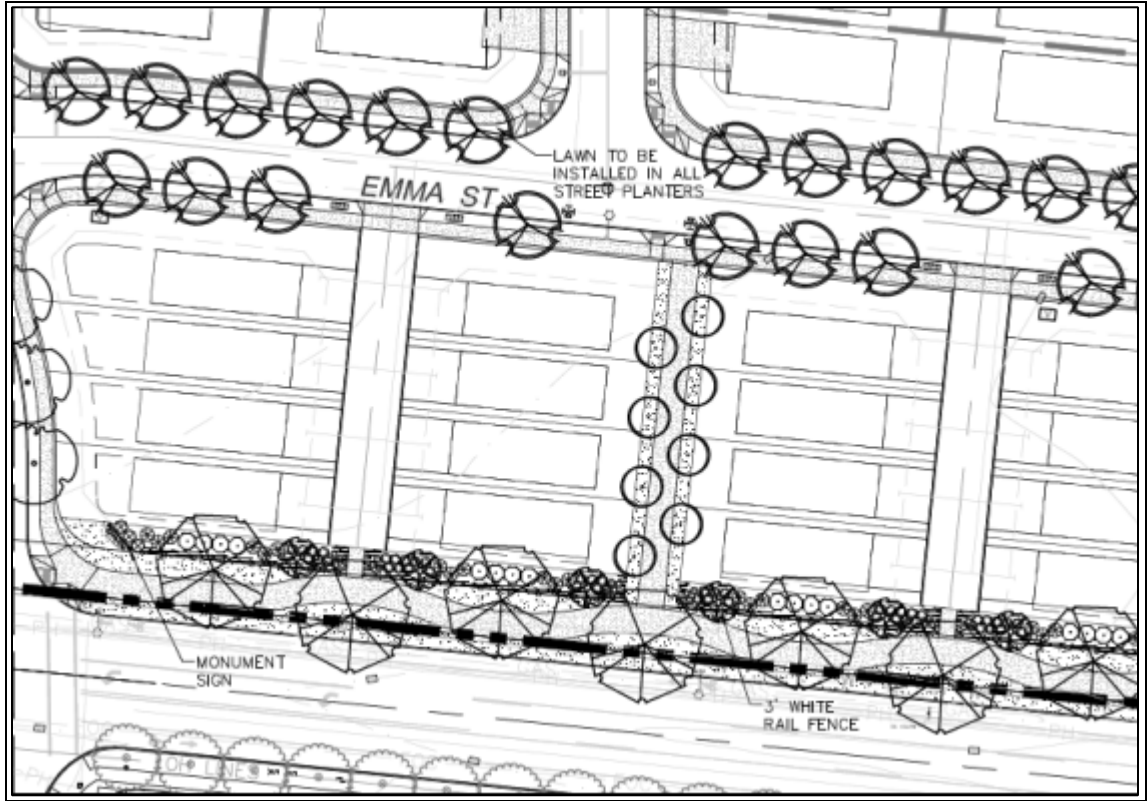 LAWN TO BE
INSTALLED IN ALL
STREET PLANTERS
EMMA ST
MONUMENT
SIGN
3' WHITE
RAIL FENCE